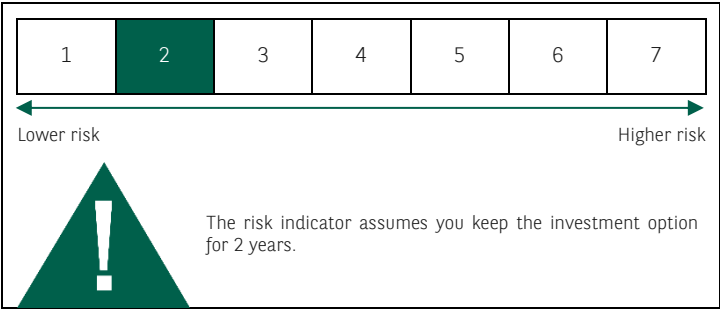 1 2 3 4 5 6 7
Lower risk Higher risk
!
The risk indicator assumes you keep the investment option
for 2 years.